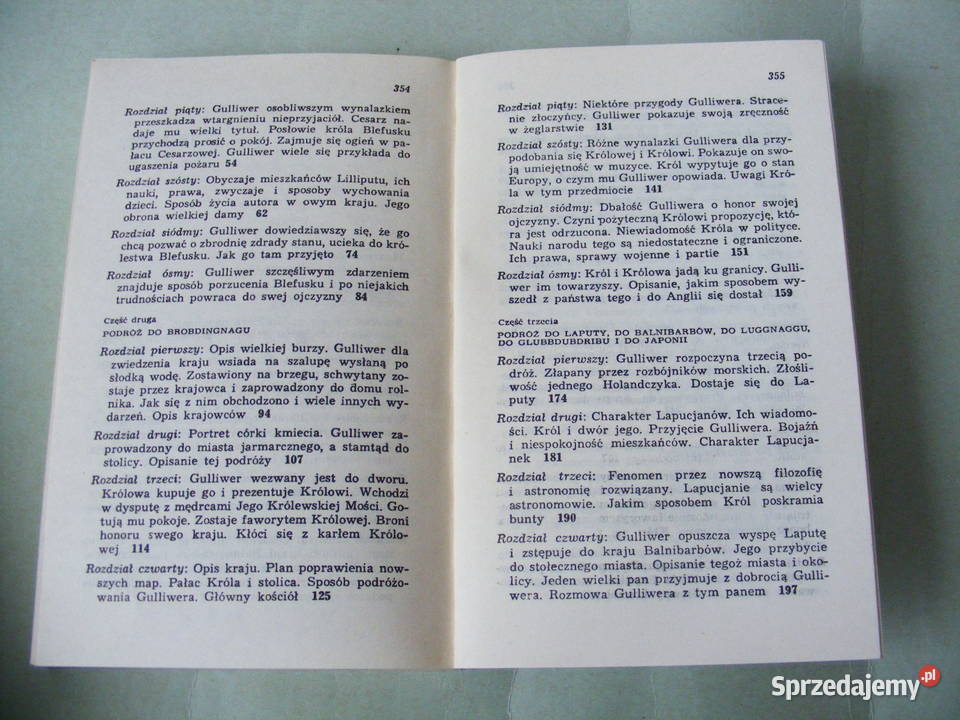 354
Rozdział piąty: Gulliwer osobliwszym wynalazkiem
przeszkadza wtargnieniu nieprzyjaciół. Cesarz na-
daje mu wielki tytuł. Posłowie króla Blefusku
przychodzą prosić o pokój. Zajmuje się ogień w pa-
łacu Cesarzowej. Gulliwer wiele się przykłada do
ugaszenia pożaru 54
Rozdział szósty: Obyczaje mieszkańców Lilliputu, ich
nauki, prawa, zwyczaje i sposoby wychowania
dzieci. Sposób życia autora w owym kraju. Jego
obrona wielkiej damy 62
Rozdział siódmy: Gulliwer dowiedziawszy się, że go
chcą pozwać o zbrodnię zdrady stanu, ucieka do kró-
lestwa Blefusku. Jak go tam przyjęto 74
Rozdział ósmy: Gulliwer szczęśliwym zdarzeniem
znajduje sposób porzucenia Blefusku i po niejakich
trudnościach powraca do swej ojczyzny 84
Część druga
PODRÓŻ DO BROBDINGNAGU
Rozdział pierwszy: Opis wielkiej burzy. Gulliwer dla
zwiedzenia kraju wsiada na szalupę wysłaną po
słodką wodę. Zostawiony na brzegu, schwytany zo-
staje przez krajowca i zaprowadzony do domu rol-
nika. Jak się z nim obchodzono i wiele innych wy-
darzeń. Opis krajowców 94
Rozdział drugi: Portret córki kmiecia. Gulliwer za-
prowadzony do miasta jarmarcznego, a stamtąd do
stolicy. Opisanie tej podróży 107
Rozdział trzeci: Gulliwer wezwany jest do dworu.
Królowa kupuje go i prezentuje Królowi. Wchodzi
w dysputę z mędrcami Jego Królewskiej Mości. Go-
tują mu pokoje. Zostaje faworytem Królowej. Broni
honoru swego kraju. Kłóci się z karłem Królo-
wej 114
Rozdział czwarty: Opis kraju. Plan poprawienia now-
szych map. Pałac Króla i stolica. Sposób podróżo-
wania Gulliwera. Główny kościół 125
355
Rozdział piąty: Niektóre przygody Gulliwera. Strace-
nie złoczyńcy. Gulliwer pokazuje swoją zręczność
w żeglarstwie 131
Rozdział szósty: Różne wynalazki Gulliwera dla przy-
podobania się Królowej i Królowi. Pokazuje on swo-
ją umiejętność w muzyce. Król wypytuje go o stan
Europy, o czym mu Gulliwer opowiada. Uwagi Kró-
la w tym przedmiocie 141
Rozdział siódmy: Dbałość Gulliwera o honor swojej
ojczyzny. Czyni pożyteczną Królowi propozycję, któ-
ra jest odrzucona. Niewiadomość Króla w polityce.
Nauki narodu tego są niedostateczne i ograniczone.
Ich prawa, sprawy wojenne i partie 151
Rozdział ósmy: Król i Królowa jadą ku granicy. Gulli-
wer im towarzyszy. Opisanie, jakim sposobem wy-
szedł z państwa tego i do Anglii się dostał 159
Część trzecia
PODRÓŻ DO LAPUTY, DO BALNIBARBÓW, DO LUGGNAGGU,
DO GLUBBDUBDRIBU I DO JAPONII
Rozdział pierwszy: Gulliwer rozpoczyna trzecią po-
dróż. Złapany przez rozbójników morskich. Złośli-
wość jednego Holandczyka. Dostaje się do La-
puty 174
Rozdział drugi: Charakter Lapucjanów. Ich wiadomo-
ści. Król i dwór jego. Przyjęcie Gulliwera. Bojaźń
i niespokojność mieszkańców. Charakter Lapucja-
nek 181
Rozdział trzeci: Fenomen przez nowszą filozofię
i astronomię rozwiązany. Lapucjanie są wielcy
astronomowie. Jakim sposobem Król poskramia
bunty 190
Rozdział czwarty: Gulliwer opuszcza wyspę Laputę
i zstępuje do kraju Balnibarbów. Jego przybycie
do stołecznego miasta. Opisanie tegoż miasta i oko-
licy. Jeden wielki pan przyjmuje z dobrocią Gulli-
wera. Rozmowa Gulliwera z tym panem 197
Sprzedajemy.pl